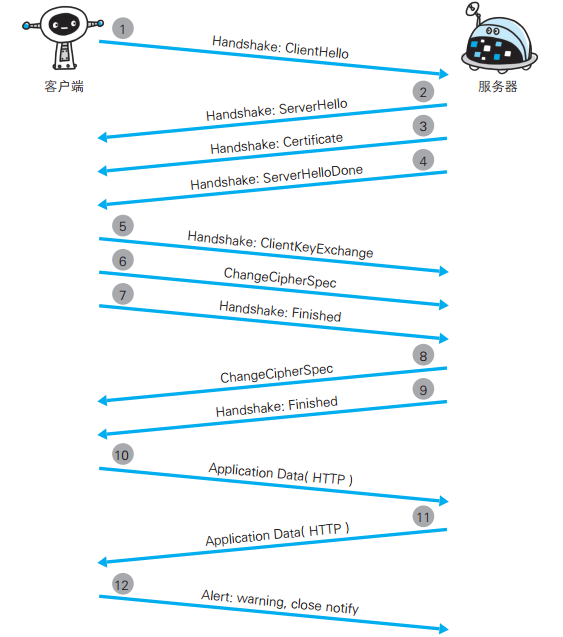 1
Handshake: ClientHello
客户端
服务器
2
Handshake: ServerHello
3
Handshake: Certificate
4
Handshake: ServerHelloDone
5
Handshake: ClientKeyExchange
6
ChangeCipherSpec
7
Handshake: Finished
8
ChangeCipherSpec
9
Handshake: Finished
10
Application Data( HTTP )
11
Application Data( HTTP )
12
Alert: warning, close notify